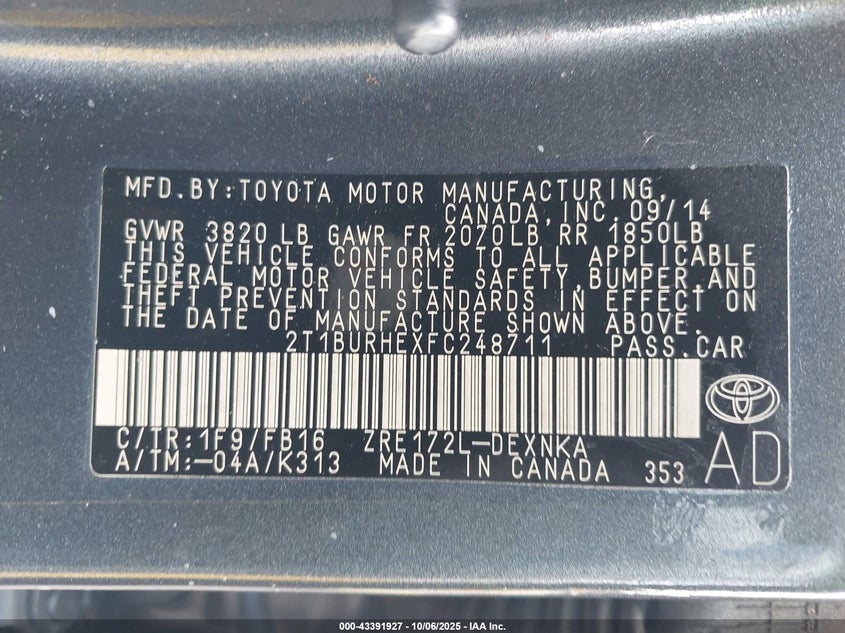 MFD.BY:TOYOTA MOTOR MANUFACTURING,
CANADA,INC.09/14
GVWR 3820 LB GAWR FR 2070LB RR 1850LB
THIS VEHICLE CONFORMS TO ALL APPLICABLE
FEDERAL MOTOR VEHICLE SAFETY,BUMPER,AND
THEFT PREVENTION STANDARDS IN EFFECT ON
THE DATE OF MANUFACTURE SHOWN ABOVE.
2T1BURHEXFC248711 PASS.CAR
C/TR:1F9/FB16 ZRE172L-DEXNKA
A/TM:-04A/K313 MADE IN CANADA 353 AD
000-43391927 - 10/06/2025 - IAA Inc.